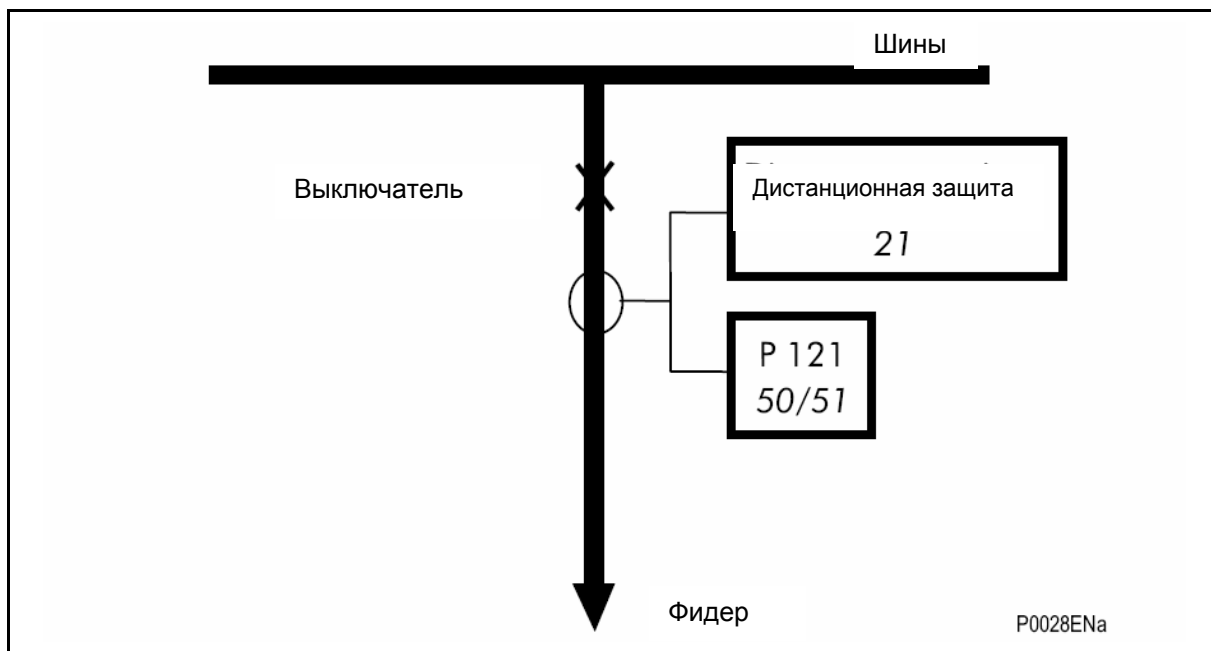 Шины
Выключатель
Дистанционная защита
21
P 121
50/51
Фидер
P0028ENa